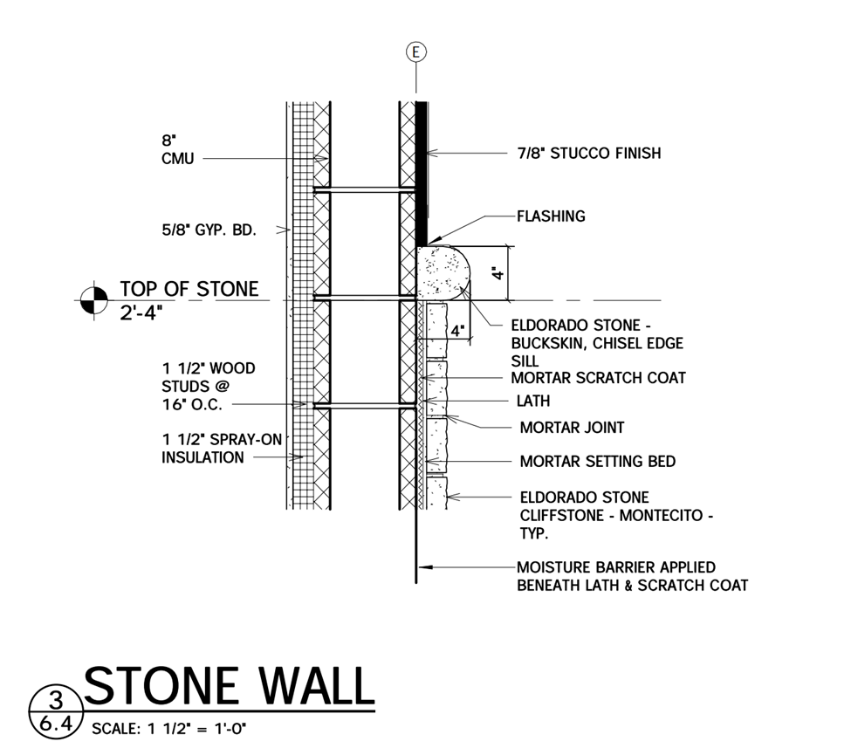 E
8"
CMU
7/8" STUCCO FINISH
FLASHING
5/8" GYP. BD.
4"
TOP OF STONE
2'-4"
4"
ELDORADO STONE -
BUCKSKIN, CHISEL EDGE
SILL
1 1/2" WOOD
STUDS @
16" O.C.
MORTAR SCRATCH COAT
LATH
MORTAR JOINT
1 1/2" SPRAY-ON
INSULATION
MORTAR SETTING BED
ELDORADO STONE
CLIFFSTONE - MONTECITO -
TYP.
MOISTURE BARRIER APPLIED
BENEATH LATH & SCRATCH COAT
3
6.4
STONE WALL
SCALE: 1 1/2" = 1'-0"